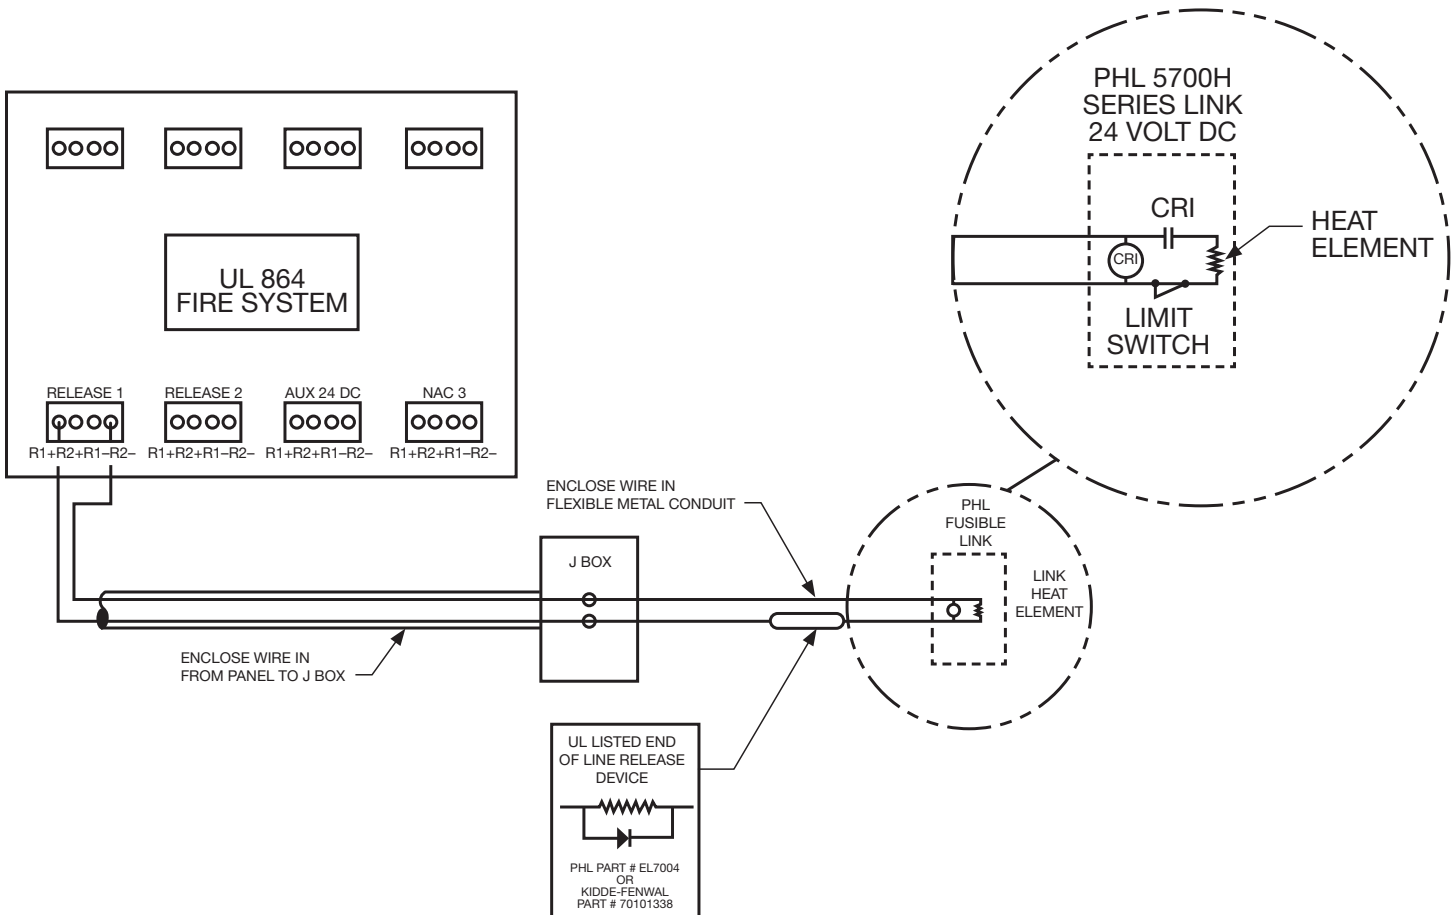 PHL 5700H
SERIES LINK
24 VOLT DC
CRI
CRI
HEAT
ELEMENT
LIMIT
SWITCH
UL 864
FIRE SYSTEM
RELEASE 1
RELEASE 2
AUX 24 DC
NAC 3
R1+R2+R1–R2–
R1+R2+R1–R2–
R1+R2+R1–R2–
R1+R2+R1–R2–
ENCLOSE WIRE IN
FLEXIBLE METAL CONDUIT
PHL
FUSIBLE
LINK
J BOX
LINK
HEAT
ELEMENT
ENCLOSE WIRE IN
FROM PANEL TO J BOX
UL LISTED END
OF LINE RELEASE
DEVICE
PHL PART # EL7004
OR
KIDDE-FENWAL
PART # 70101338